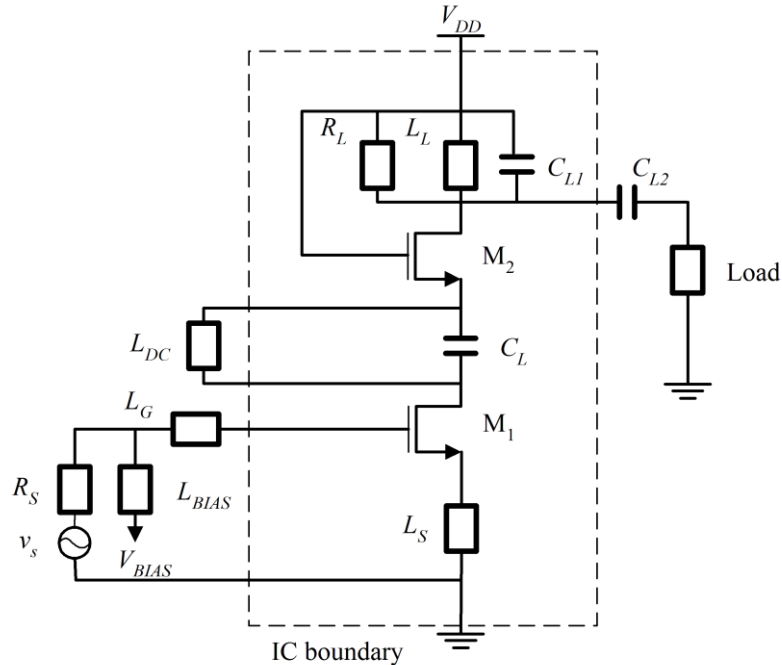 V_DD
R_L
L_L
C_L1
C_L2
M_2
Load
L_DC
C_L
L_G
M_1
R_S
L_BIAS
L_S
v_s
V_BIAS
IC boundary